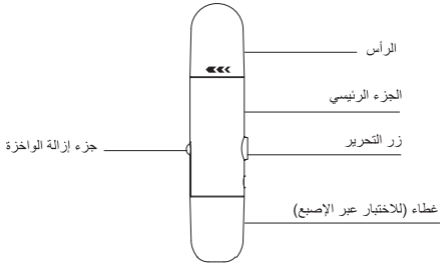 الرأس
الجزء الرئيسي
زر التحرير
جزء إزالة الواخزة
غطاء (للاختبار عبر الإصبع)